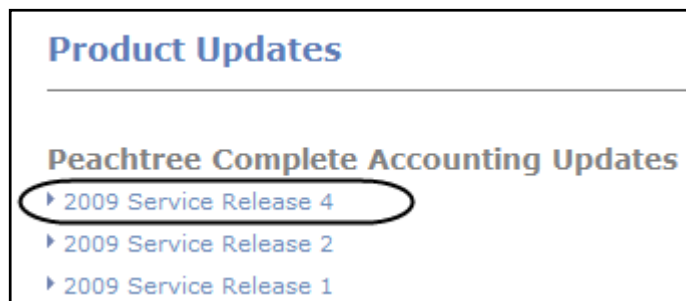 Product Updates
Peachtree Complete Accounting Updates
2009 Service Release 4
2009 Service Release 2
2009 Service Release 1